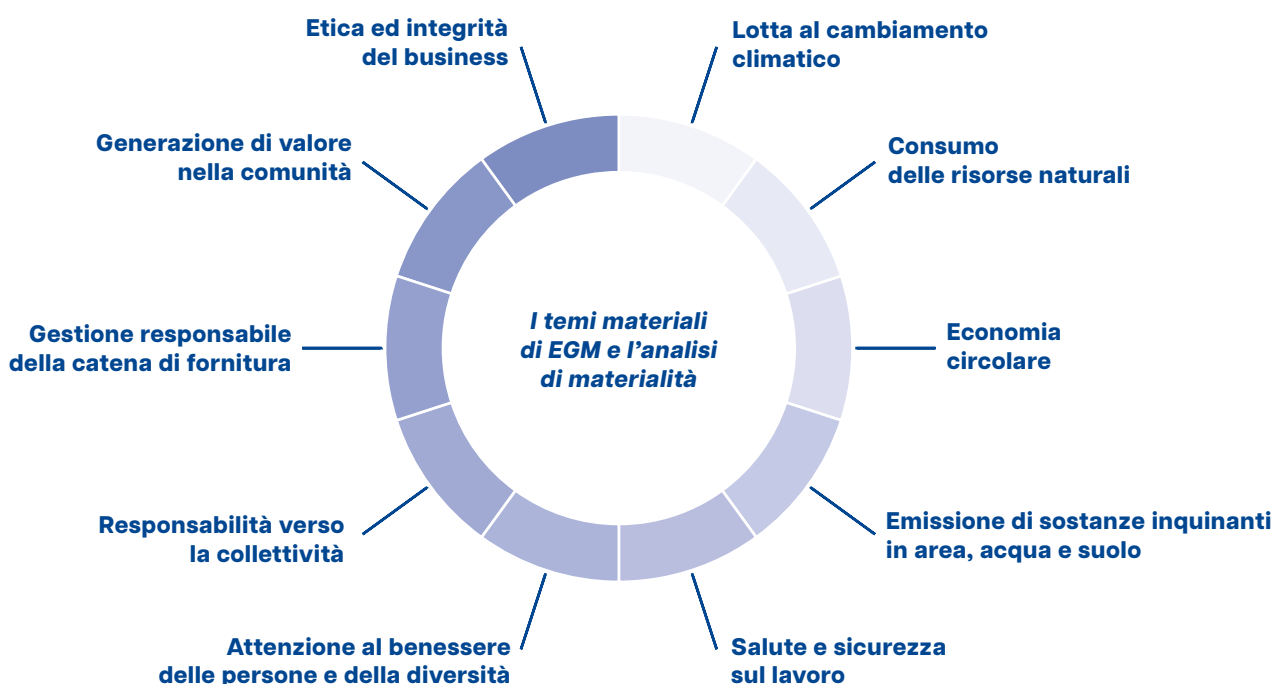 Etica ed integrità
del business
Lotta al cambiamento
climatico
Generazione di valore
nella comunità
Consumo
delle risorse naturali
I temi materiali
di EGM e l’analisi
di materialità
Gestione responsabile
della catena di fornitura
Economia
circolare
Responsabilità verso
la collettività
Emissione di sostanze inquinanti
in area, acqua e suolo
Attenzione al benessere
delle persone e della diversità
Salute e sicurezza
sul lavoro